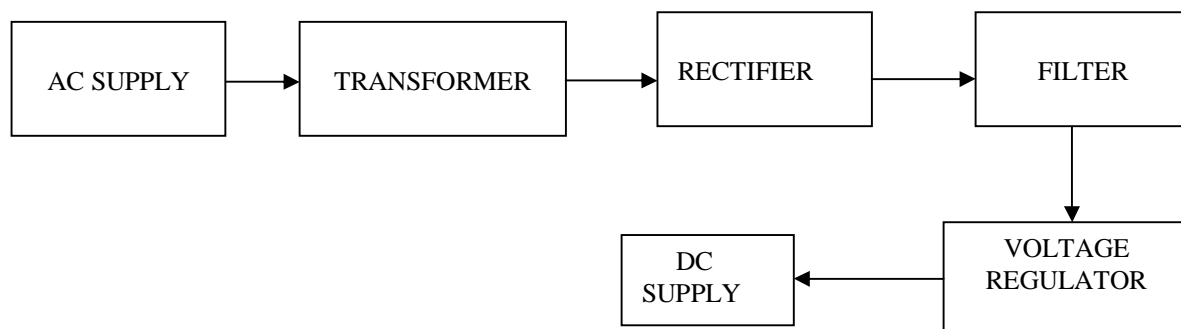 AC SUPPLY
TRANSFORMER
RECTIFIER
FILTER
VOLTAGE
REGULATOR
DC
SUPPLY